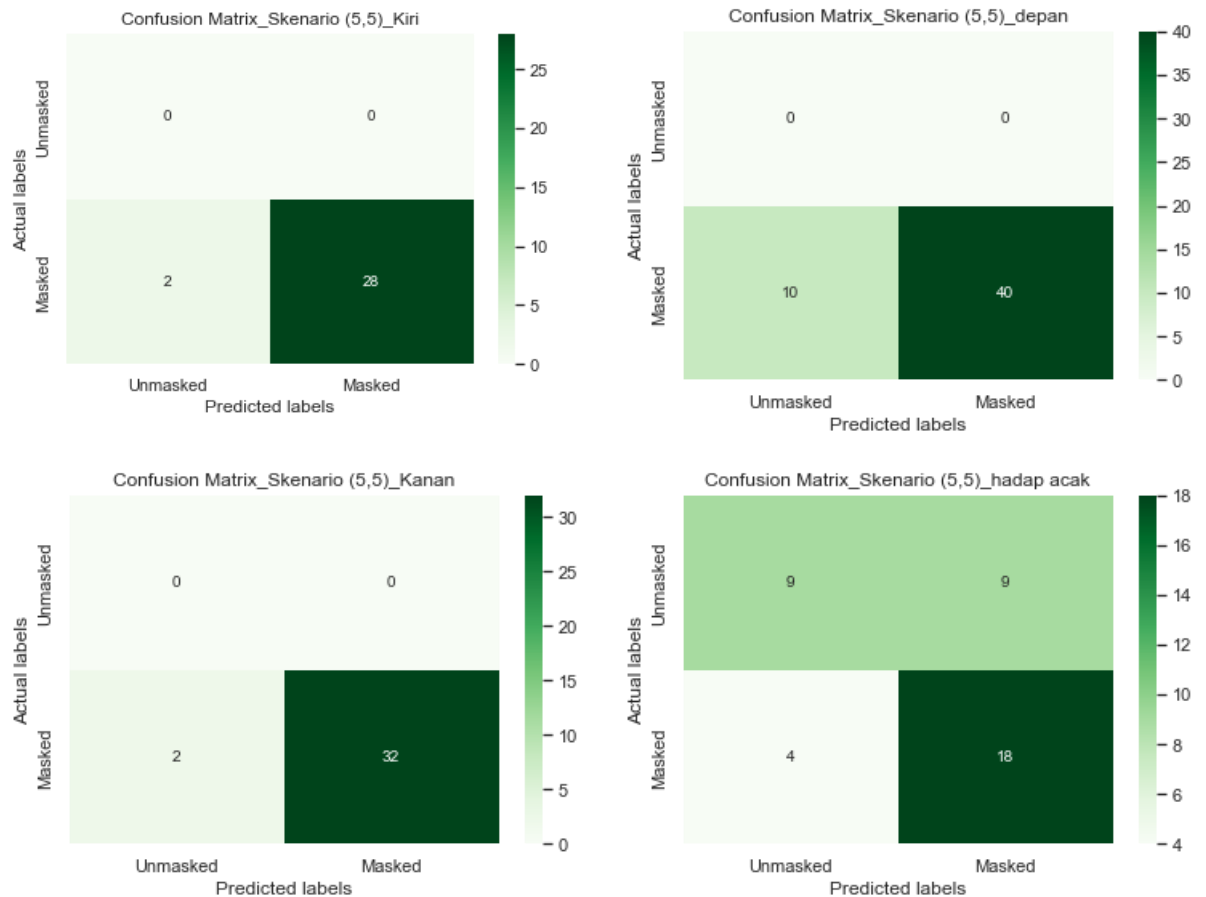 Confusion Matrix_Skenario (5,5)_Kiri
Actual labels
Unmasked
Masked
0 0
2 28
Unmasked Masked
Predicted labels
25
20
15
10
5
0
Confusion Matrix_Skenario (5,5)_depan
Actual labels
Unmasked
Masked
0 0
10 40
Unmasked Masked
Predicted labels
40
35
30
25
20
15
10
5
0
Confusion Matrix_Skenario (5,5)_Kanan
Actual labels
Unmasked
Masked
0 0
2 32
Unmasked Masked
Predicted labels
30
25
20
15
10
5
0
Confusion Matrix_Skenario (5,5)_hadap acak
Actual labels
Unmasked
Masked
9 9
4 18
Unmasked Masked
Predicted labels
18
16
14
12
10
8
6
4